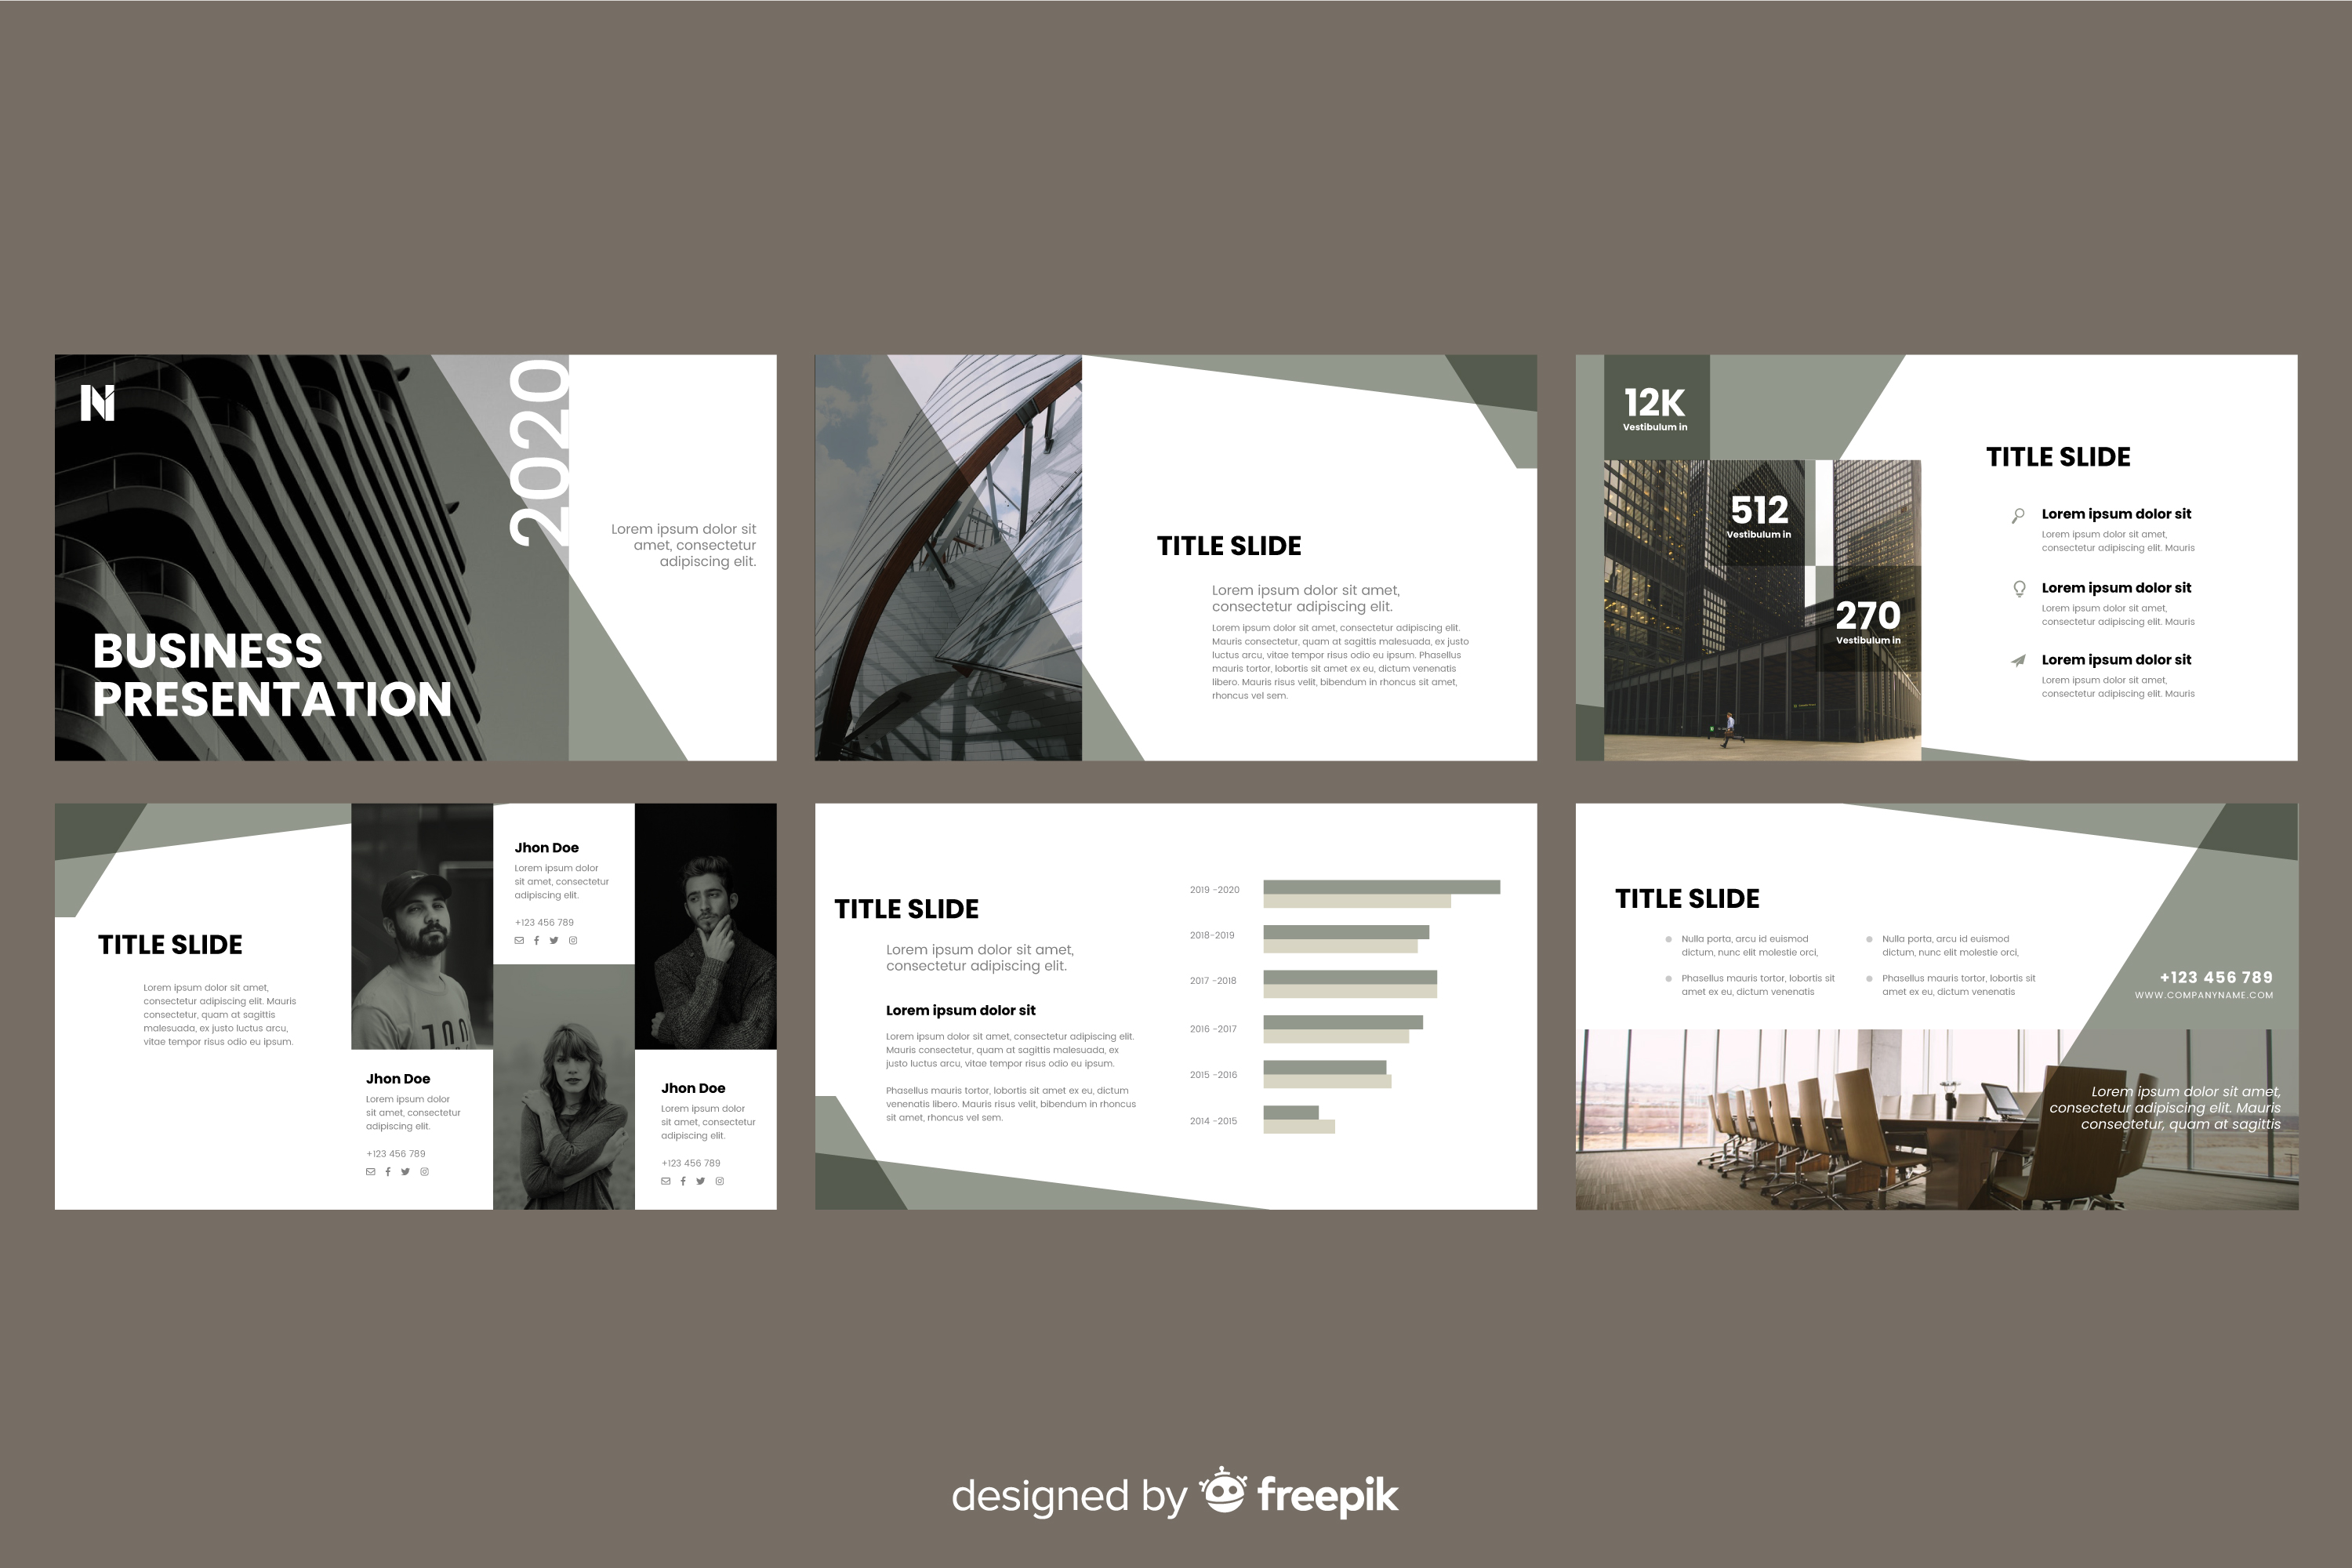 N
2020
Lorem ipsum dolor sit
amet, consectetur
adipiscing elit.
BUSINESS
PRESENTATION
TITLE SLIDE
Lorem ipsum dolor sit amet,
consectetur adipiscing elit.
Lorem ipsum dolor sit amet, consectetur adipiscing elit.
Mauris consectetur, quam at sagittis malesuada, ex justo
luctus arcu, vitae tempor risus odio eu ipsum. Phasellus
mauris tortor, lobortis sit amet ex eu, dictum venenatis
libero. Mauris risus velit, bibendum in rhoncus sit amet,
rhoncus vel sem.
12K
Vestibulum in
512
Vestibulum in
270
Vestibulum in
TITLE SLIDE
Lorem ipsum dolor sit
Lorem ipsum dolor sit amet,
consectetur adipiscing elit. Mauris
Lorem ipsum dolor sit
Lorem ipsum dolor sit amet,
consectetur adipiscing elit. Mauris
Lorem ipsum dolor sit
Lorem ipsum dolor sit amet,
consectetur adipiscing elit. Mauris
TITLE SLIDE
Lorem ipsum dolor sit amet,
consectetur adipiscing elit. Mauris
consectetur, quam at sagittis
malesuada, ex justo luctus arcu,
vitae tempor risus odio eu ipsum.
Jhon Doe
Lorem ipsum dolor
sit amet, consectetur
adipiscing elit.
+123 456 789
Jhon Doe
Lorem ipsum dolor
sit amet, consectetur
adipiscing elit.
+123 456 789
Jhon Doe
Lorem ipsum dolor
sit amet, consectetur
adipiscing elit.
+123 456 789
TITLE SLIDE
Lorem ipsum dolor sit amet,
consectetur adipiscing elit.
Lorem ipsum dolor sit
Lorem ipsum dolor sit amet, consectetur adipiscing elit.
Mauris consectetur, quam at sagittis malesuada, ex
justo luctus arcu, vitae tempor risus odio eu ipsum.
Phasellus mauris tortor, lobortis sit amet ex eu, dictum
venenatis libero. Mauris risus velit, bibendum in rhoncus
sit amet, rhoncus vel sem.
2019 -2020
2018-2019
2017 -2018
2016 -2017
2015 -2016
2014 -2015
TITLE SLIDE
Nulla porta, arcu id euismod
dictum, nunc elit molestie orci,
Phasellus mauris tortor, lobortis sit
amet ex eu, dictum venenatis
Nulla porta, arcu id euismod
dictum, nunc elit molestie orci,
Phasellus mauris tortor, lobortis sit
amet ex eu, dictum venenatis
+123 456 789
WWW.COMPANYNAME.COM
Lorem ipsum dolor sit amet,
consectetur adipiscing elit. Mauris
consectetur, quam at sagittis
designed by freepik